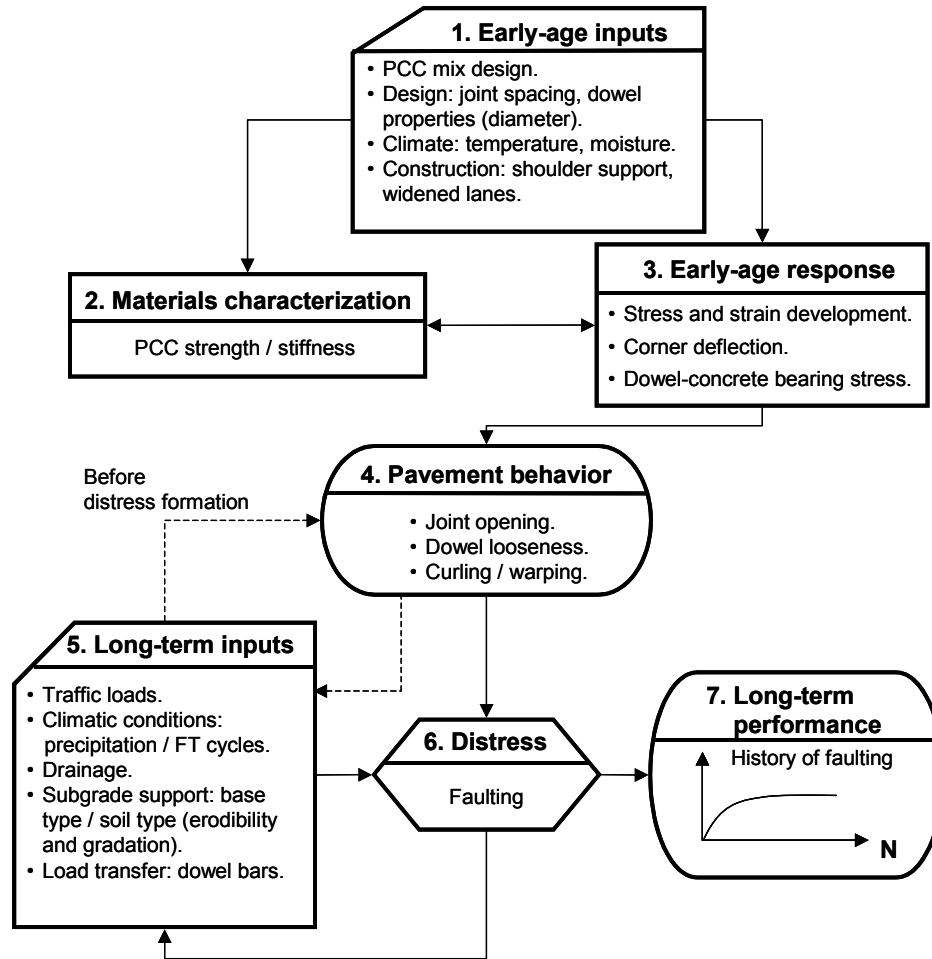 1. Early-age inputs
• PCC mix design.
• Design: joint spacing, dowel
properties (diameter).
• Climate: temperature, moisture.
• Construction: shoulder support,
widened lanes.
2. Materials characterization
PCC strength / stiffness
3. Early-age response
• Stress and strain development.
• Corner deflection.
• Dowel-concrete bearing stress.
Before
distress formation
4. Pavement behavior
• Joint opening.
• Dowel looseness.
• Curling / warping.
5. Long-term inputs
• Traffic loads.
• Climatic conditions:
precipitation / FT cycles.
• Drainage.
• Subgrade support: base
type / soil type (erodibility
and gradation).
• Load transfer: dowel bars.
6. Distress
Faulting
7. Long-term
performance
History of faulting
N